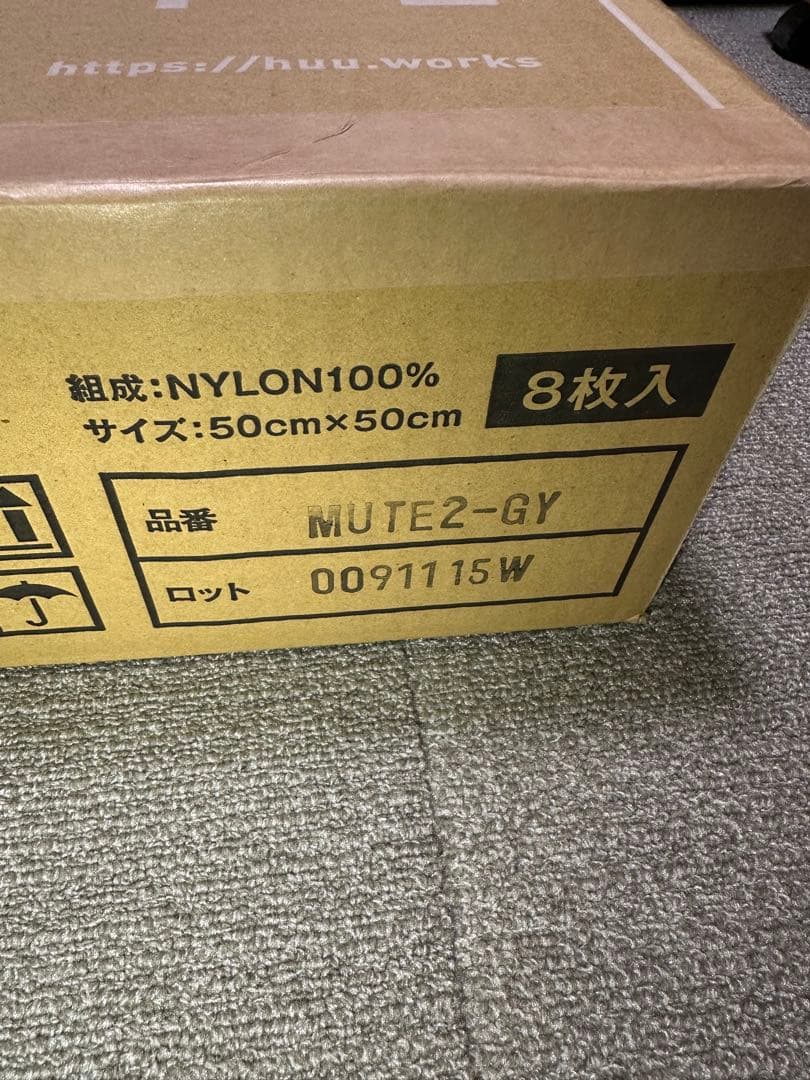 https://huu.works
組成:NYLON100%
サイズ:50cm×50cm
8枚入
品番 MUTE2-GY
ロット 0091115W